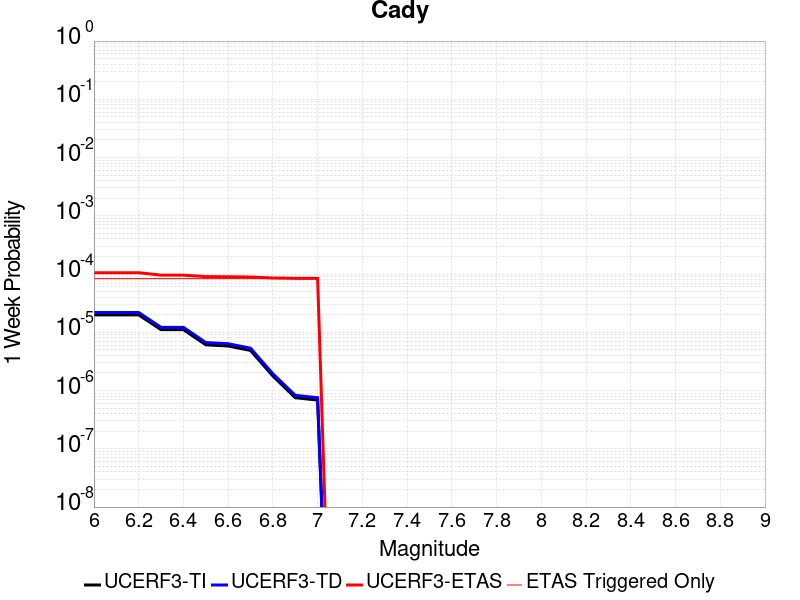 Cady
10 0
10 -1
10 -2
10 -3
10 -4
10 -5
10 -6
10 -7
10 -8
1 Week Probability
6 6.2 6.4 6.6 6.8 7 7.2 7.4 7.6 7.8 8 8.2 8.4 8.6 8.8 9
Magnitude
UCERF3-TI UCERF3-TD UCERF3-ETAS ETAS Triggered Only